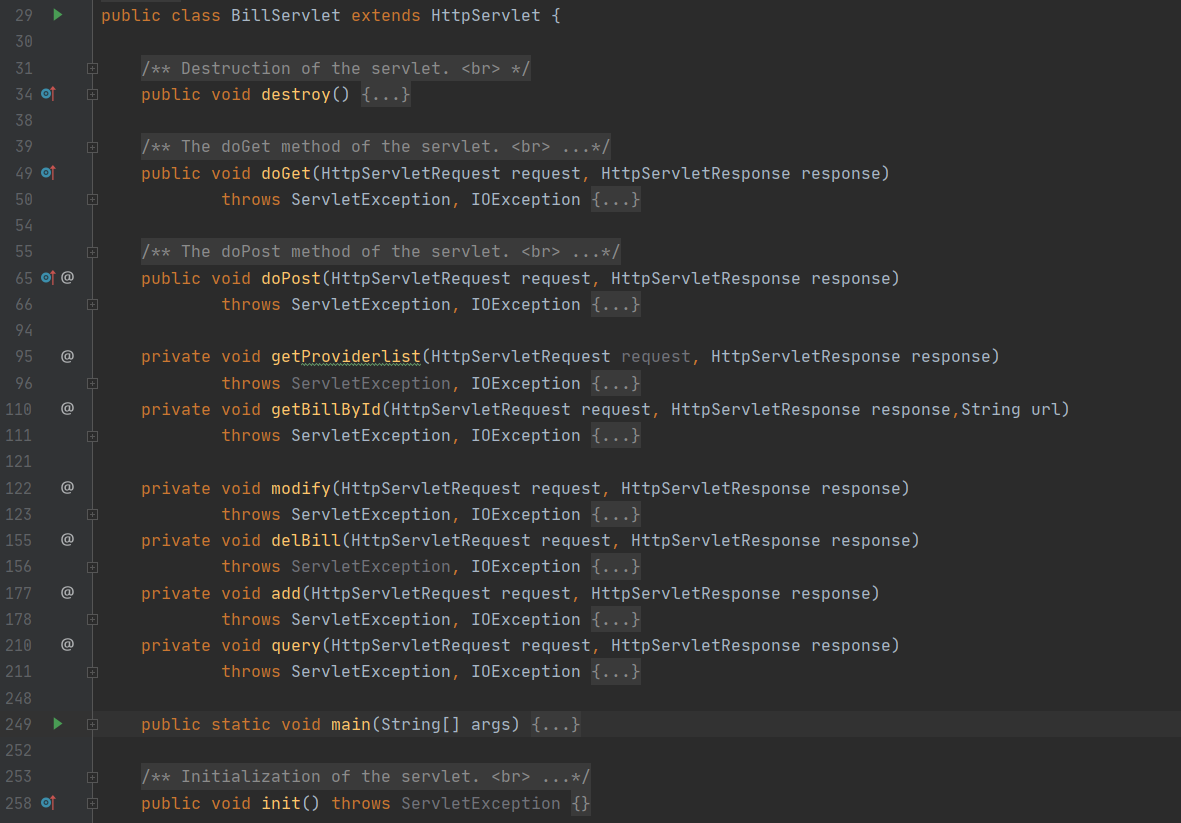 29 public class BillServlet extends HttpServlet {
30
31 /** Destruction of the servlet. <br> */
34 public void destroy() {...}
38
39 /** The doGet method of the servlet. <br> ...*/
49 public void doGet(HttpServletRequest request, HttpServletResponse response)
50 throws ServletException, IOException {...}
54
55 /** The doPost method of the servlet. <br> ...*/
65 @ public void doPost(HttpServletRequest request, HttpServletResponse response)
66 throws ServletException, IOException {...}
94
95 @ private void getProviderlist(HttpServletRequest request, HttpServletResponse response)
96 throws ServletException, IOException {...}
110 @ private void getBillById(HttpServletRequest request, HttpServletResponse response,String url)
111 throws ServletException, IOException {...}
121
122 @ private void modify(HttpServletRequest request, HttpServletResponse response)
123 throws ServletException, IOException {...}
155 @ private void delBill(HttpServletRequest request, HttpServletResponse response)
156 throws ServletException, IOException {...}
177 @ private void add(HttpServletRequest request, HttpServletResponse response)
178 throws ServletException, IOException {...}
210 @ private void query(HttpServletRequest request, HttpServletResponse response)
211 throws ServletException, IOException {...}
248
249 public static void main(String[] args) {...}
252
253 /** Initialization of the servlet. <br> ...*/
258 public void init() throws ServletException {}